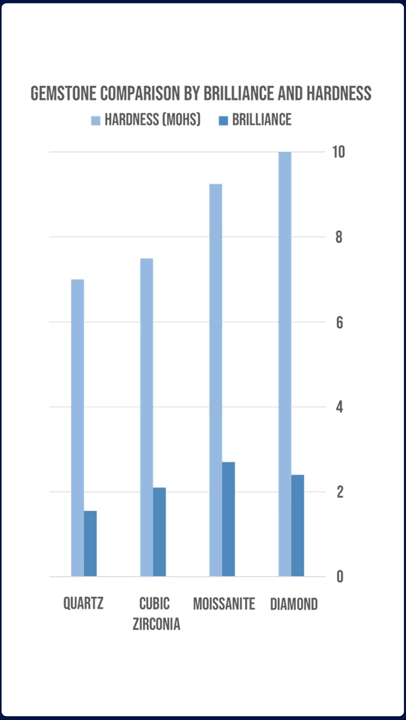 GEMSTONE COMPARISON BY BRILLIANCE AND HARDNESS
HARDNESS (MOHS) BRILLIANCE
10
8
6
4
2
0
QUARTZ CUBIC ZIRCONIA MOISSANITE DIAMOND